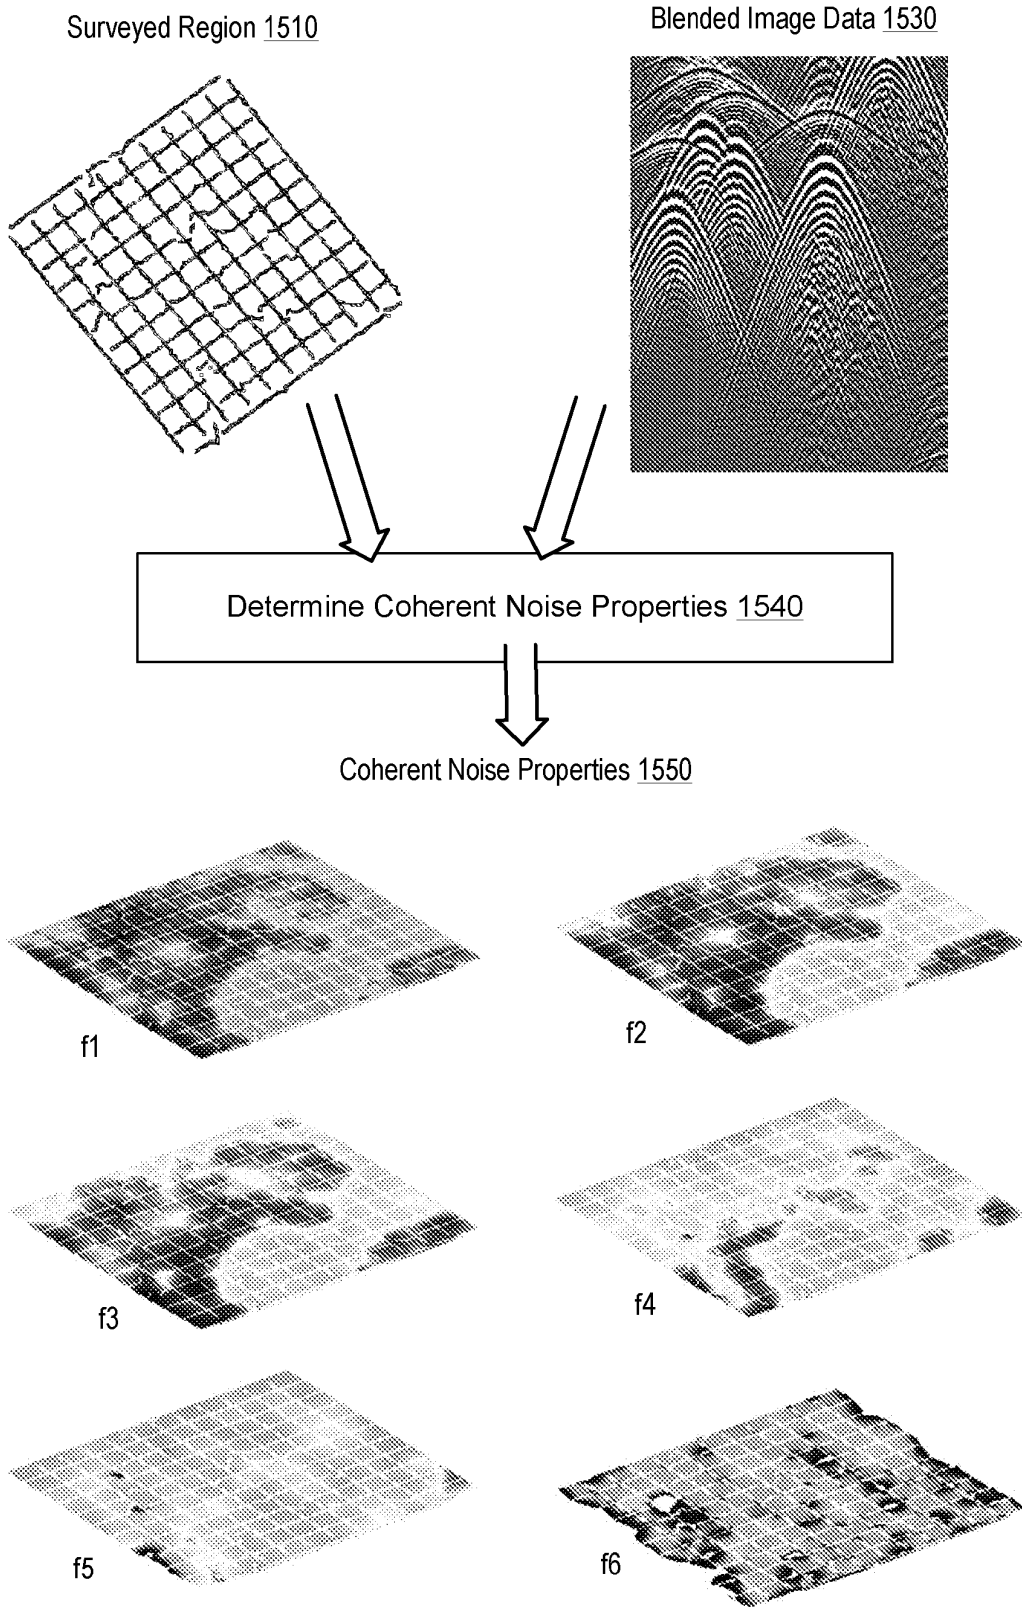 Surveyed Region 1510
Blended Image Data 1530
Determine Coherent Noise Properties 1540
Coherent Noise Properties 1550
f1
f2
f3
f4
f5
f6